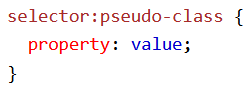 selector:pseudo-class {
  property: value;
}